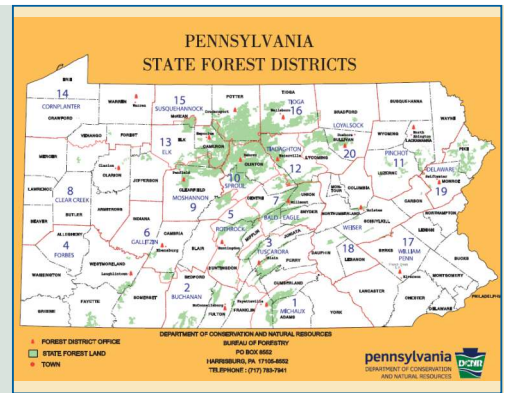 PENNSYLVANIA
STATE FOREST DISTRICTS
ERIE
14
CORNPLANTER
CRAWFORD
WARREN
Warren
15
SUSQUEHANNOCK
McKEAN
POTTER
TIOGA
TIOGA
16
BRADFORD
SUSQUEHANNA
WAYNE
VENANGO
FOREST
13
ELK
ELK
CAMERON
LOYALSOCK
SULLIVAN
20
WYOMING
LACKAWANNA
PIKE
MERCER
Clarion
CLARION
JEFFERSON
CLINTON
TIADAGHTON
12
LYCOMING
PINCHOT
11
LUZERNE
DELAWARE
MONROE
19
LAWRENCE
8
CLEAR CREEK
BUTLER
ARMSTRONG
CLEARFIELD
MOSHANNON
9
10
SPROUL
CENTRE
7
BALD EAGLE
UNION
SNYDER
MON-
TOUR
COLUMBIA
NORTHUMBERLAND
CARBON
NORTHAMPTON
BEAVER
ALLEGHENY
4
FORBES
INDIANA
6
GALLITZIN
CAMBRIA
BLAIR
5
ROTHROCK
MIFFLIN
JUNIATA
3
TUSCARORA
PERRY
DAUPHIN
WEISER
18
LEBANON
SCHUYLKILL
LEHIGH
BERKS
17
WILLIAM
PENN
BUCKS
MONTGOMERY
WASHINGTON
WESTMORELAND
Laughlintown
SOMERSET
BEDFORD
2
BUCHANAN
HUNTINGDON
FULTON
FRANKLIN
CUMBERLAND
1
MICHAUX
ADAMS
YORK
LANCASTER
CHESTER
DELAWARE
PHILADELPHIA
GREENE
FAYETTE
FOREST DISTRICT OFFICE
STATE FOREST LAND
TOWN
DEPARTMENT OF CONSERVATION AND NATURAL RESOURCES
BUREAU OF FORESTRY
PO BOX 8552
HARRISBURG, PA 17105-8552
TELEPHONE : (717) 783-7941
pennsylvania
DEPARTMENT OF CONSERVATION
AND NATURAL RESOURCES
DCNR